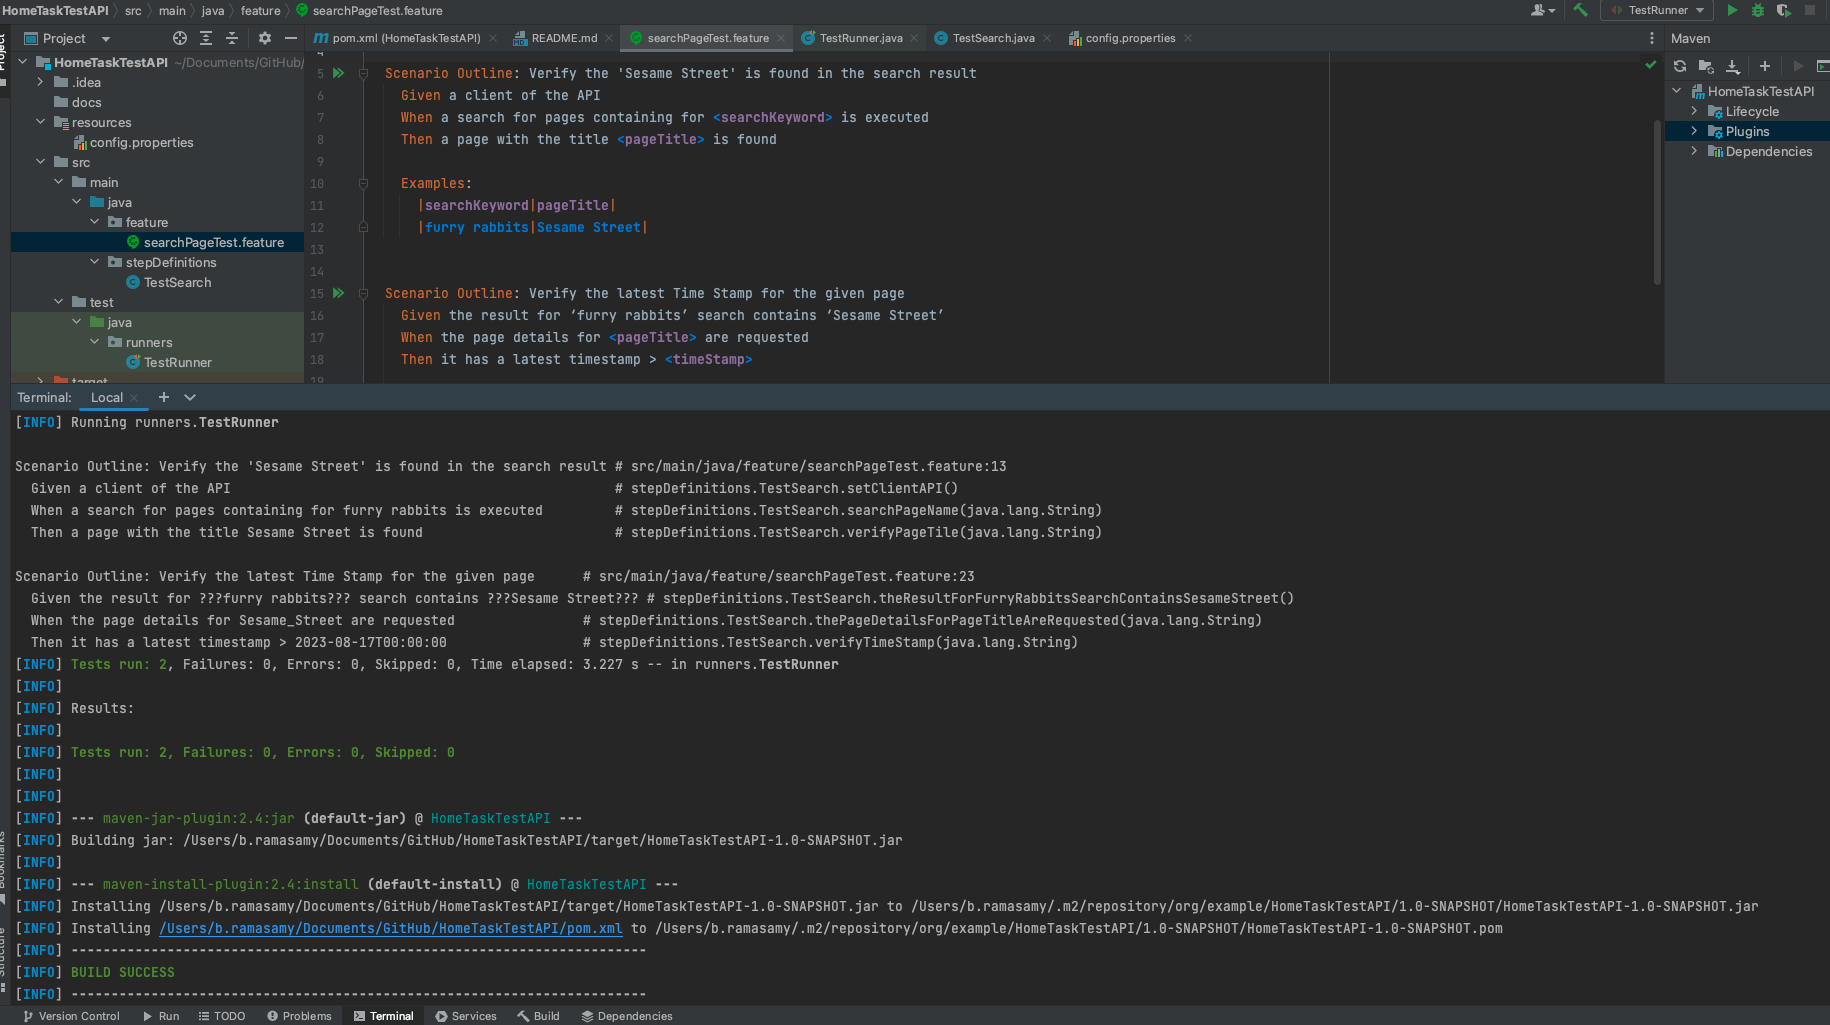 HomeTaskTestAPI src main java feature searchPageTest.feature
TestRunner
Project
Project
pom.xml (HomeTaskTestAPI) README.md searchPageTest.feature TestRunner.java TestSearch.java config.properties
Maven
HomeTaskTestAPI ~/Documents/GitHub/
.idea
docs
resources
config.properties
src
main
java
feature
searchPageTest.feature
stepDefinitions
TestSearch
test
java
runners
TestRunner
target
4
5 Scenario Outline: Verify the 'Sesame Street' is found in the search result
6 Given a client of the API
7 When a search for pages containing for <searchKeyword> is executed
8 Then a page with the title <pageTitle> is found
9
10 Examples:
11 |searchKeyword|pageTitle|
12 |furry rabbits|Sesame Street|
13
14
15 Scenario Outline: Verify the latest Time Stamp for the given page
16 Given the result for ‘furry rabbits’ search contains ‘Sesame Street’
17 When the page details for <pageTitle> are requested
18 Then it has a latest timestamp > <timeStamp>
19
HomeTaskTestAPI
Lifecycle
Plugins
Dependencies
Terminal: Local
[INFO] Running runners.TestRunner
Scenario Outline: Verify the 'Sesame Street' is found in the search result # src/main/java/feature/searchPageTest.feature:13
Given a client of the API # stepDefinitions.TestSearch.setClientAPI()
When a search for pages containing for furry rabbits is executed # stepDefinitions.TestSearch.searchPageName(java.lang.String)
Then a page with the title Sesame Street is found # stepDefinitions.TestSearch.verifyPageTile(java.lang.String)
Scenario Outline: Verify the latest Time Stamp for the given page # src/main/java/feature/searchPageTest.feature:23
Given the result for ???furry rabbits??? search contains ???Sesame Street??? # stepDefinitions.TestSearch.theResultForFurryRabbitsSearchContainsSesameStreet()
When the page details for Sesame_Street are requested # stepDefinitions.TestSearch.thePageDetailsForPageTitleAreRequested(java.lang.String)
Then it has a latest timestamp > 2023-08-17T00:00:00 # stepDefinitions.TestSearch.verifyTimeStamp(java.lang.String)
[INFO] Tests run: 2, Failures: 0, Errors: 0, Skipped: 0, Time elapsed: 3.227 s -- in runners.TestRunner
[INFO]
[INFO] Results:
[INFO]
[INFO] Tests run: 2, Failures: 0, Errors: 0, Skipped: 0
[INFO]
[INFO]
[INFO] --- maven-jar-plugin:2.4:jar (default-jar) @ HomeTaskTestAPI ---
[INFO] Building jar: /Users/b.ramasamy/Documents/GitHub/HomeTaskTestAPI/target/HomeTaskTestAPI-1.0-SNAPSHOT.jar
[INFO]
[INFO] --- maven-install-plugin:2.4:install (default-install) @ HomeTaskTestAPI ---
[INFO] Installing /Users/b.ramasamy/Documents/GitHub/HomeTaskTestAPI/target/HomeTaskTestAPI-1.0-SNAPSHOT.jar to /Users/b.ramasamy/.m2/repository/org/example/HomeTaskTestAPI/1.0-SNAPSHOT/HomeTaskTestAPI-1.0-SNAPSHOT.jar
[INFO] Installing /Users/b.ramasamy/Documents/GitHub/HomeTaskTestAPI/pom.xml to /Users/b.ramasamy/.m2/repository/org/example/HomeTaskTestAPI/1.0-SNAPSHOT/HomeTaskTestAPI-1.0-SNAPSHOT.pom
[INFO] ------------------------------------------------------------------------
[INFO] BUILD SUCCESS
[INFO] ------------------------------------------------------------------------
Bookmarks
Structure
Version Control Run TODO Problems Terminal Services Build Dependencies